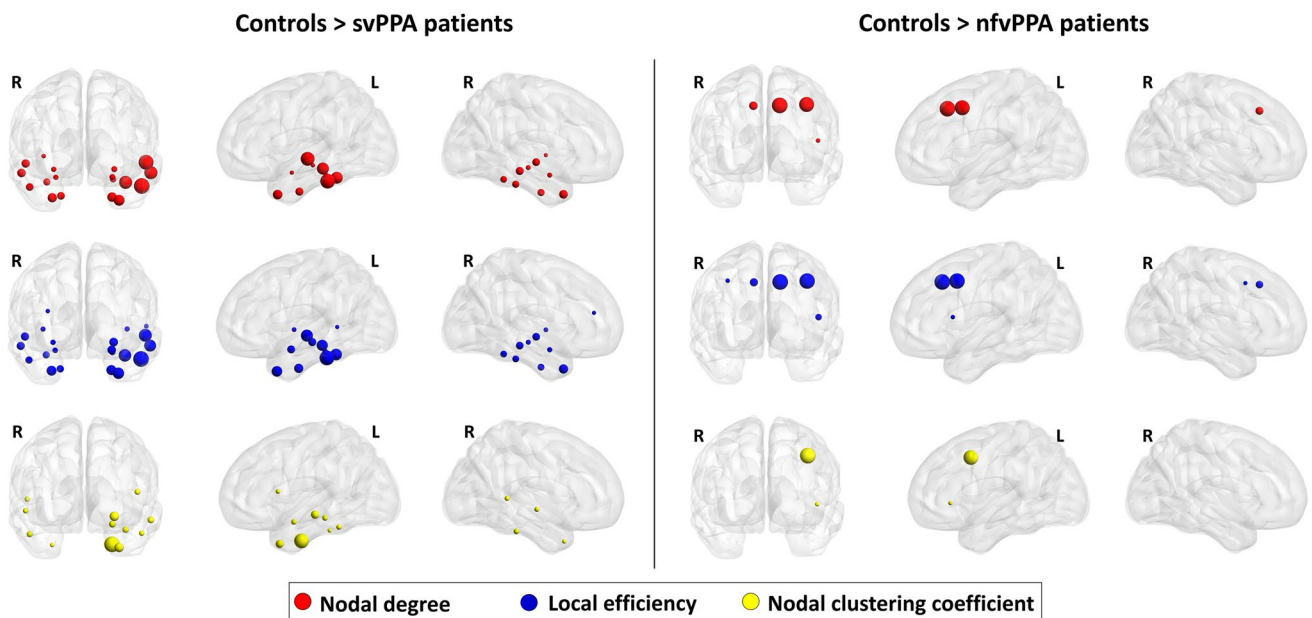 Controls > svPPA patients
Controls > nfvPPA patients
R
L
R
R
L
R
R
L
R
R
L
R
R
L
R
R
L
R
Nodal degree
Local efficiency
Nodal clustering coefficient